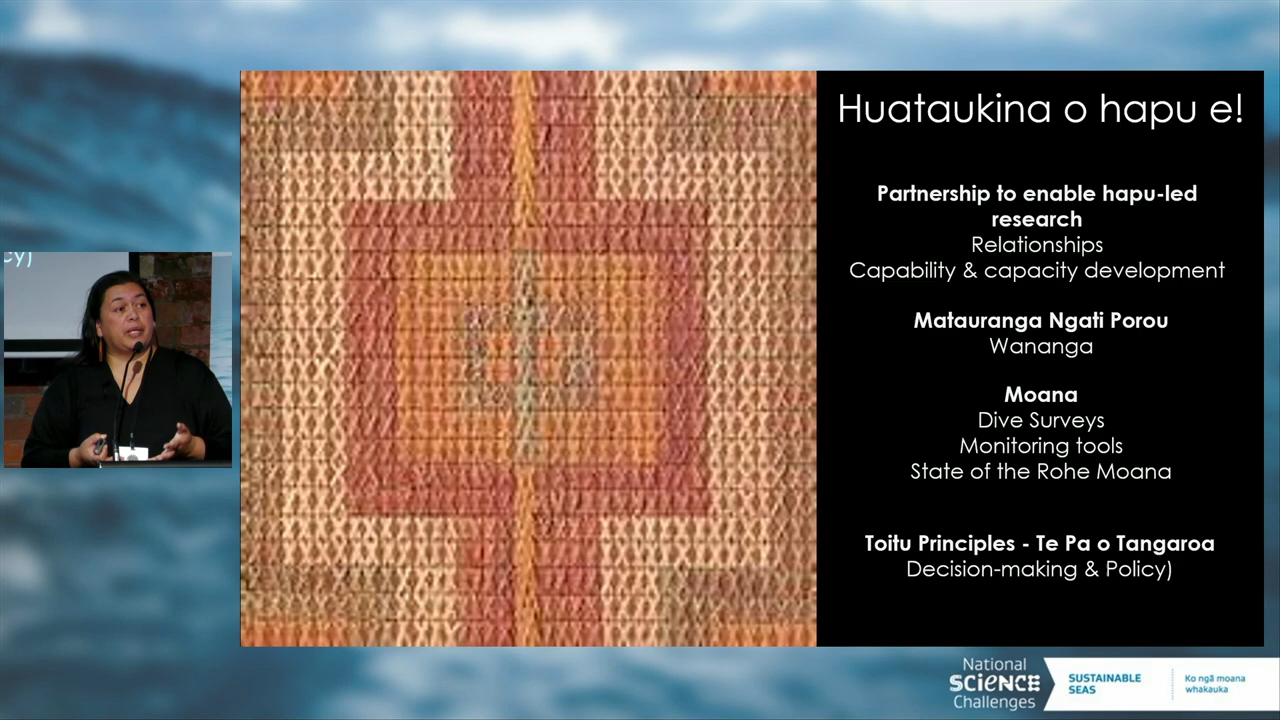 Huataukina o hapu e!
Partnership to enable hapu-led
research
Relationships
Capability & capacity development
Matauranga Ngati Porou
Wananga
Moana
Dive Surveys
Monitoring tools
State of the Rohe Moana
Toitu Principles - Te Pa o Tangaroa
Decision-making & Policy)
cy)
National
SCIENCE
Challenges
SUSTAINABLE
SEAS
Ko ngā moana
whakauka